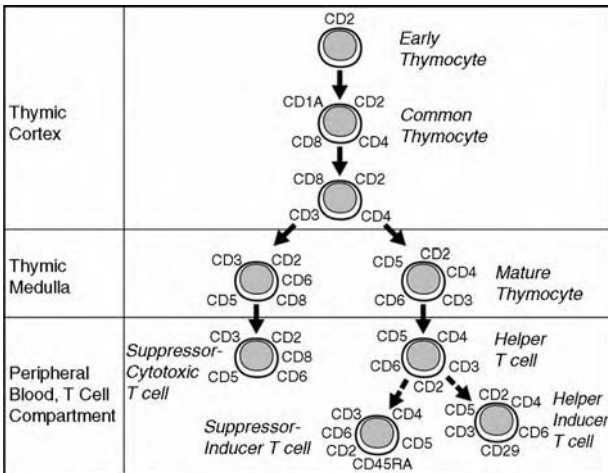 CD2
Early
Thymocyte
Thymic
Cortex
CD1A CD2
Common
Thymocyte
CD8 CD4
CD8 CD2
CD3 CD4
Thymic
Medulla
CD3 CD2
CD6
CD5 CD8
CD2
CD5
CD4
CD6 CD3
Mature
Thymocyte
Peripheral
Blood, T Cell
Compartment
Suppressor-
Cytotoxic
T cell
CD3 CD2
CD8
CD5 CD6
CD5 CD4
CD6 CD3
CD2
Helper
T cell
Suppressor-
Inducer T cell
CD3 CD4
CD6
CD5
CD2
CD45RA
CD2
CD5 CD4
CD3 CD6
CD29
Helper
Inducer
T cell